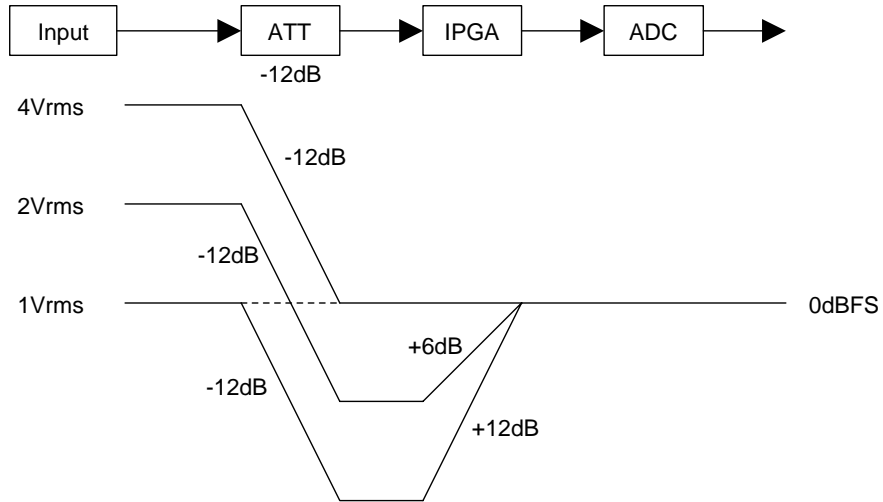 Input ATT IPGA ADC
-12dB
4Vrms
-12dB
2Vrms
-12dB
1Vrms 0dBFS
+6dB
-12dB
+12dB